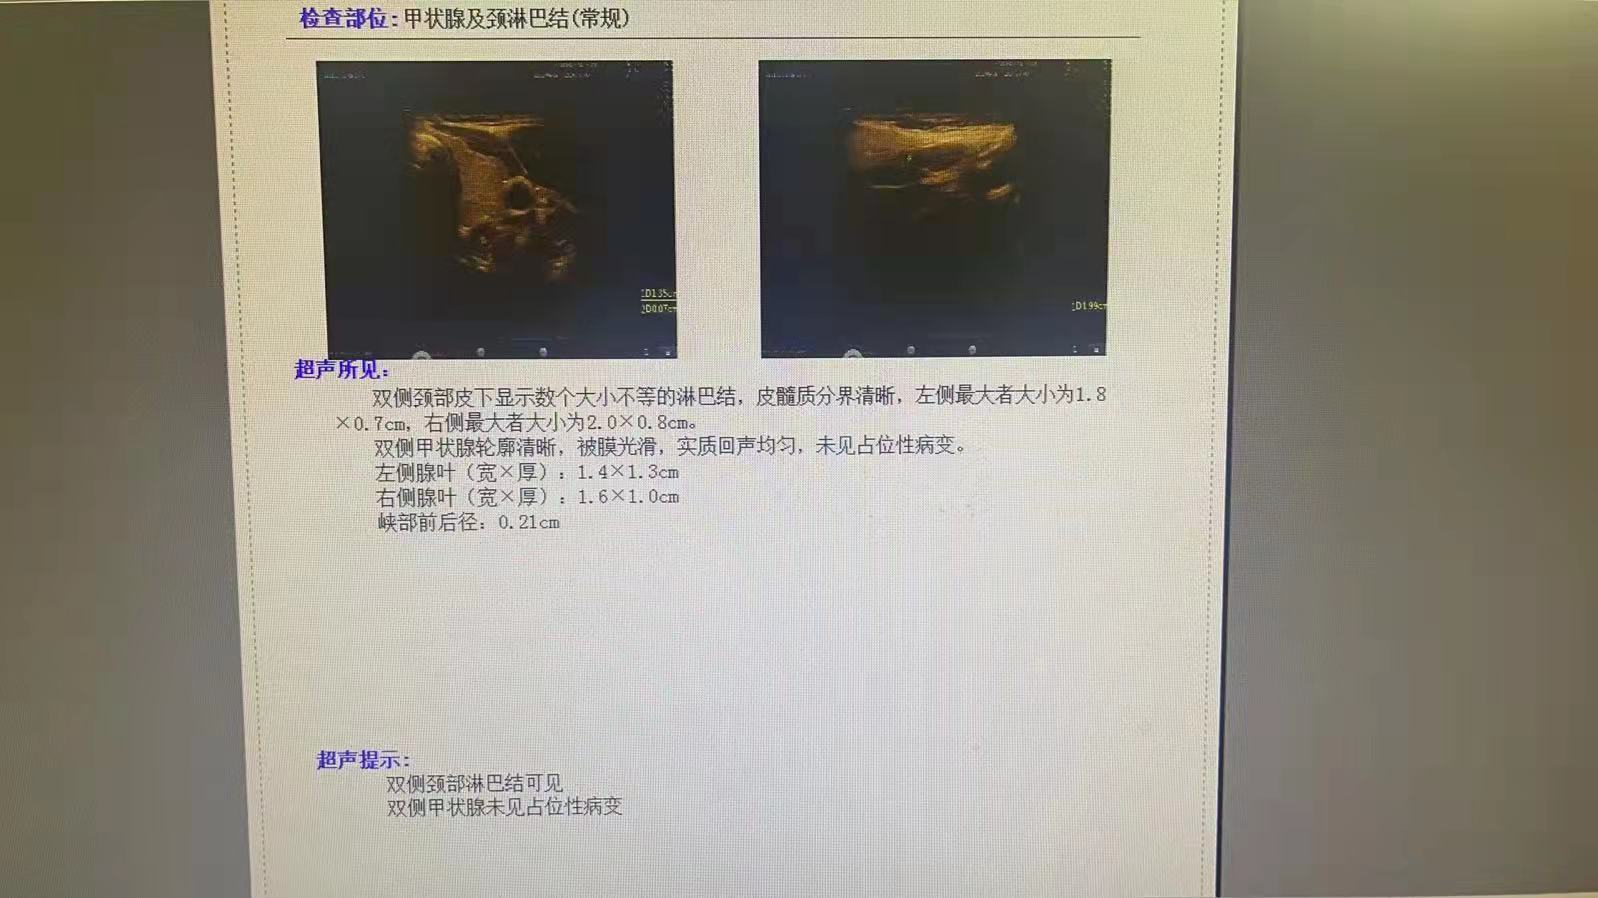 检查部位:甲状腺及颈淋巴结(常规)
1D1.35cm
2D0.07cm
1D1.99cm
超声所见:
双侧颈部皮下显示数个大小不等的淋巴结，皮髓质分界清晰，左侧最大者大小为1.8
×0.7cm，右侧最大者大小为2.0×0.8cm。
双侧甲状腺轮廓清晰，被膜光滑，实质回声均匀，未见占位性病变。
左侧腺叶（宽×厚）：1.4×1.3cm
右侧腺叶（宽×厚）：1.6×1.0cm
峡部前后径：0.21cm
超声提示:
双侧颈部淋巴结可见
双侧甲状腺未见占位性病变